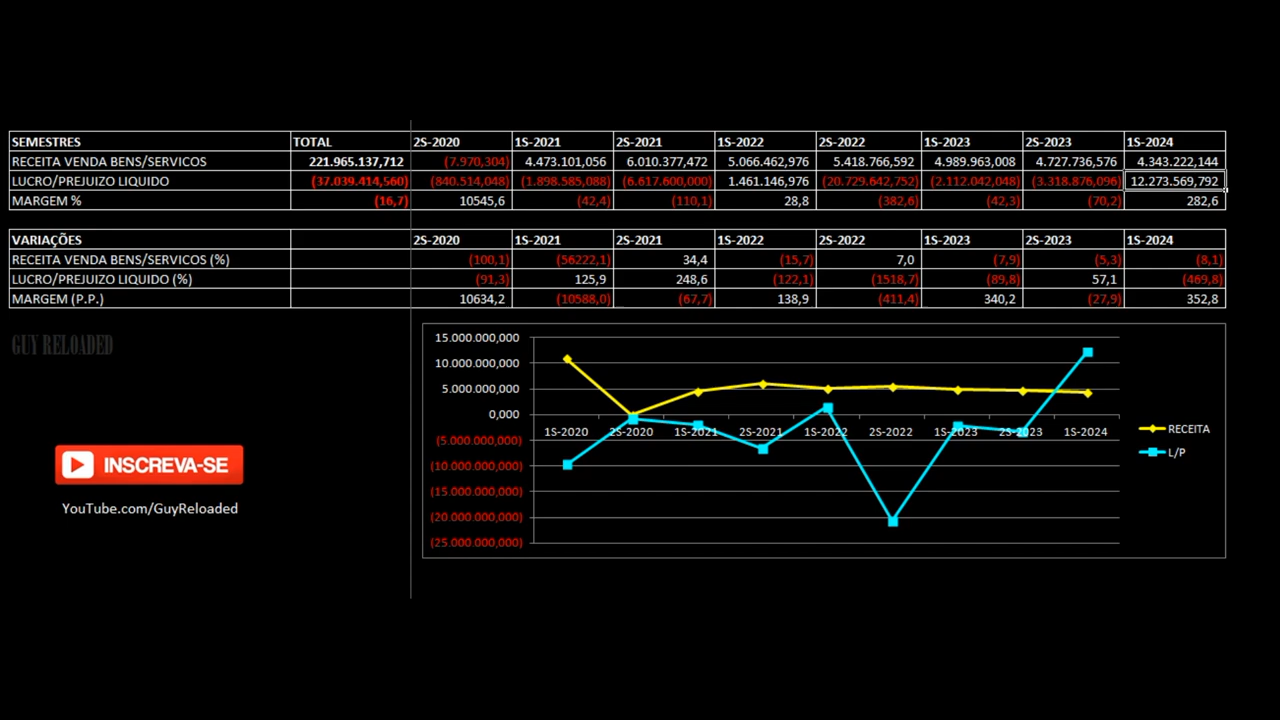 SEMESTRES TOTAL 2S-2020 1S-2021 2S-2021 1S-2022 2S-2022 1S-2023 2S-2023 1S-2024
RECEITA VENDA BENS/SERVICOS 221.965.137,712 (7.970,304) 4.473.101,056 6.010.377,472 5.066.462,976 5.418.766,592 4.989.963,008 4.727.736,576 4.343.222,144
LUCRO/PREJUIZO LIQUIDO (37.039.414,560) (840.514,048) (1.898.585,088) (6.617.600,000) 1.461.146,976 (20.729.642,752) (2.112.042,048) (3.318.876,096) 12.273.569,792
MARGEM % (16,7) 10545,6 (42,4) (110,1) 28,8 (382,6) (42,3) (70,2) 282,6
VARIAÇÕES 2S-2020 1S-2021 2S-2021 1S-2022 2S-2022 1S-2023 2S-2023 1S-2024
RECEITA VENDA BENS/SERVICOS (%) (100,1) (56222,1) 34,4 (15,7) 7,0 (7,9) (5,3) (8,1)
LUCRO/PREJUIZO LIQUIDO (%) (91,3) 125,9 248,6 (122,1) (1518,7) (89,8) 57,1 (469,8)
MARGEM (P.P.) 10634,2 (10588,0) (67,7) 138,9 (411,4) 340,2 (27,9) 352,8
GUY RELOADED
INSCREVA-SE
YouTube.com/GuyReloaded
15.000.000,000
10.000.000,000
5.000.000,000
0,000
(5.000.000,000)
(10.000.000,000)
(15.000.000,000)
(20.000.000,000)
(25.000.000,000)
1S-2020 2S-2020 1S-2021 2S-2021 1S-2022 2S-2022 1S-2023 2S-2023 1S-2024
RECEITA
L/P